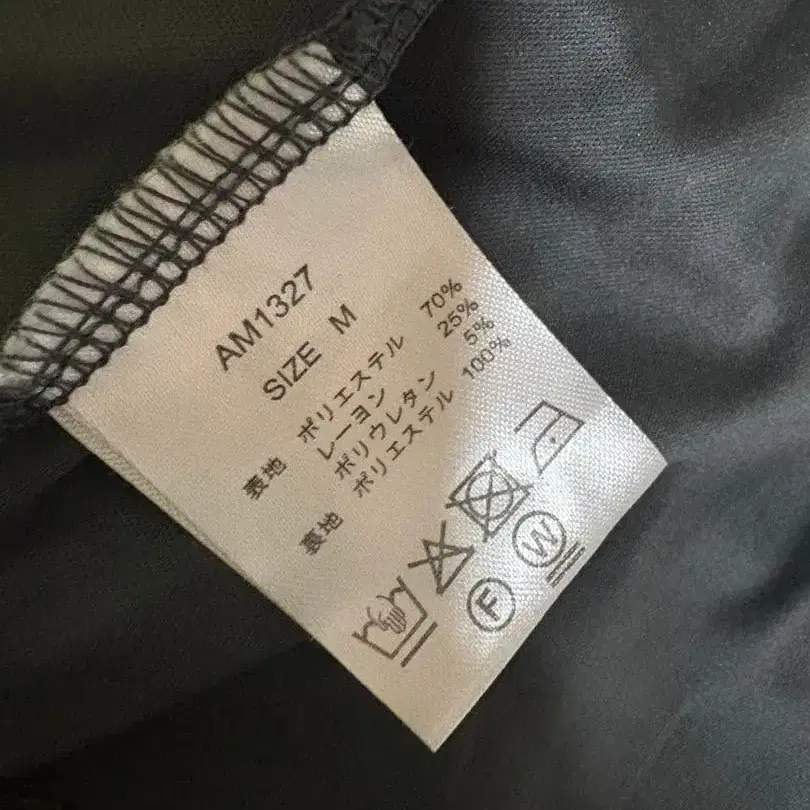 AM1327
SIZE M
表地 ポリエステル 70%
レーヨン 25%
ポリウレタン 5%
裏地 ポリエステル 100%
F W